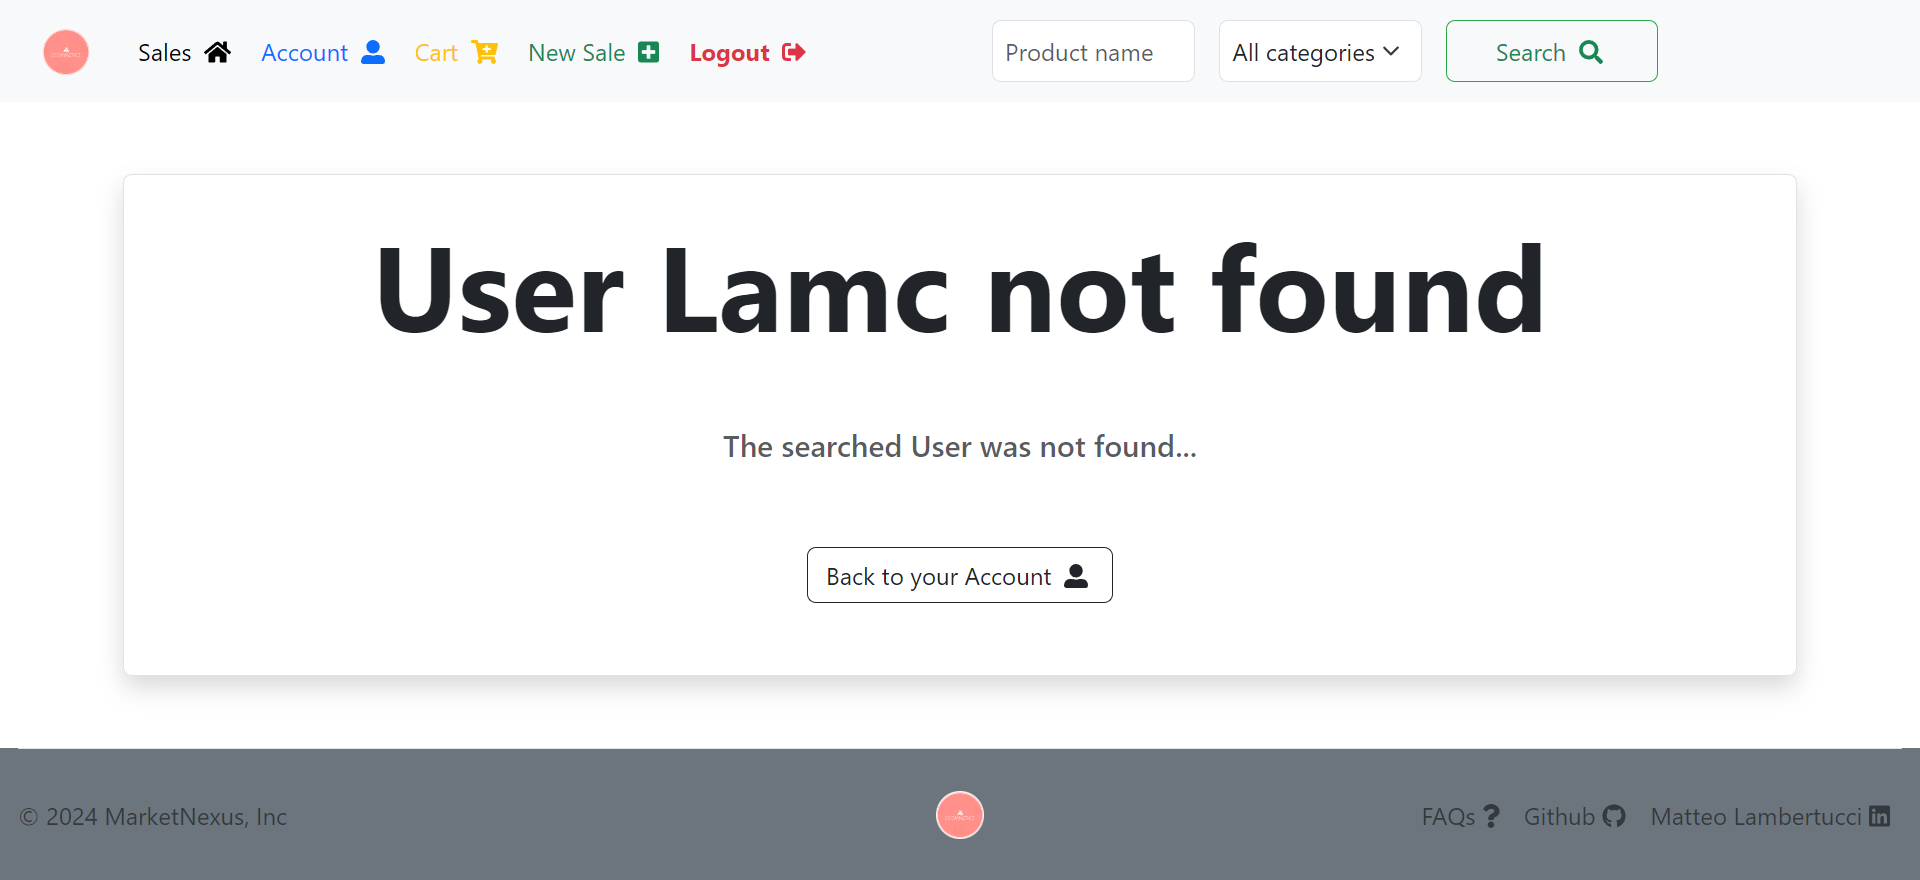 Sales Account Cart New Sale Logout Product name All categories Search
User Lamc not found
The searched User was not found...
Back to your Account
© 2024 MarketNexus, Inc FAQs Github Matteo Lambertucci